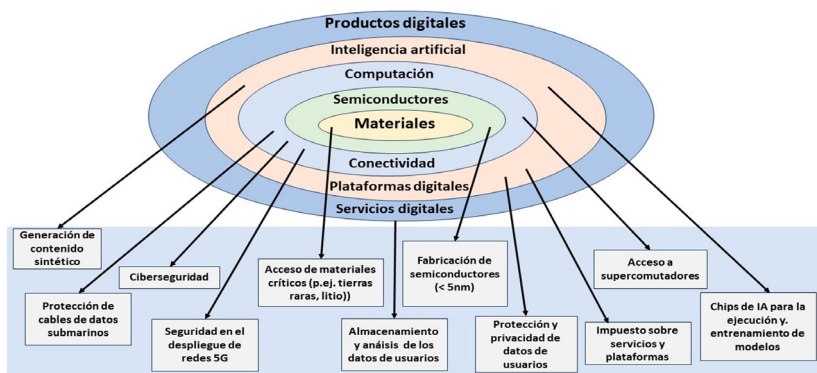 Productos digitales
Inteligencia artificial
Computación
Semiconductores
Materiales
Conectividad
Plataformas digitales
Servicios digitales
Generación de
contenido
sintético
Ciberseguridad
Acceso de materiales
críticos (p.ej. tierras
raras, litio))
Fabricación de
semiconductores
(< 5nm)
Acceso a
supercomutadores
Protección de
cables de datos
submarinos
Seguridad en el
despliegue de
redes 5G
Almacenamiento
y anáisis de los
datos de usuarios
Protección y
privacidad de
datos de
usuarios
Impuesto sobre
servicios y
plataformas
Chips de IA para la
ejecución y.
entrenamiento de
modelos